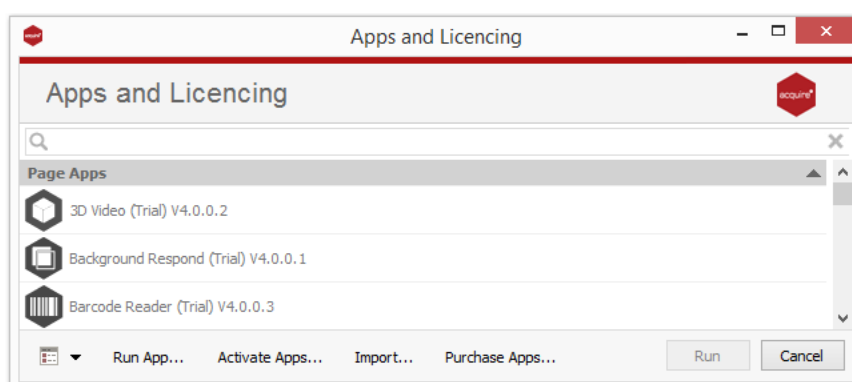 acquire
Apps and Licencing
Apps and Licencing
acquire
Page Apps
3D Video (Trial) V4.0.0.2
Background Respond (Trial) V4.0.0.1
Barcode Reader (Trial) V4.0.0.3
Run App... Activate Apps... Import... Purchase Apps... Run Cancel